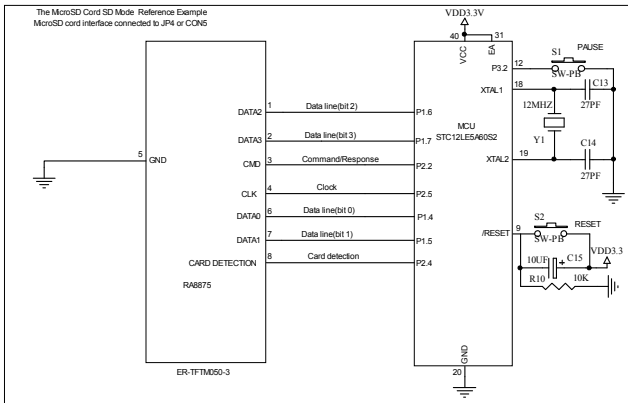 The MicroSD Cord SD Mode Reference Example
MicroSD cord interface connected to JP4 or CON5
VDD3.3V
40
31
VCC
EA
S1
PAUSE
P3.2
12
SW-PB
C13
XTAL1
18
27PF
12MHZ
Y1
MCU
STC12LE5A60S2
C14
XTAL2
19
27PF
DATA2
1
Data line(bit 2)
P1.6
DATA3
2
Data line(bit 3)
P1.7
5
GND
CMD
3
Command/Response
P2.2
CLK
4
Clock
P2.5
DATA0
6
Data line(bit 0)
P1.4
DATA1
7
Data line(bit 1)
P1.5
CARD DETECTION
8
Card detection
P2.4
RA8875
S2
RESET
/RESET
9
SW-PB
VDD3.3
10UF
+
C15
R10
10K
GND
20
ER-TFTM050-3